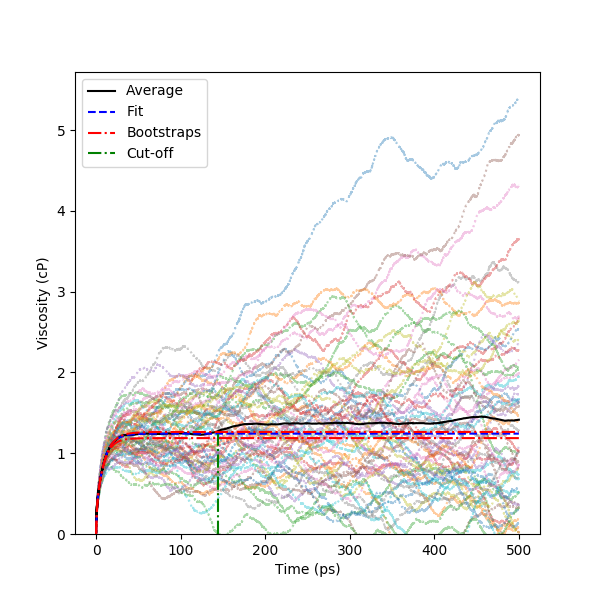 Average
Fit
Bootstraps
Cut-off
5
4
3
2
1
0
Viscosity (cP)
0 100 200 300 400 500
Time (ps)